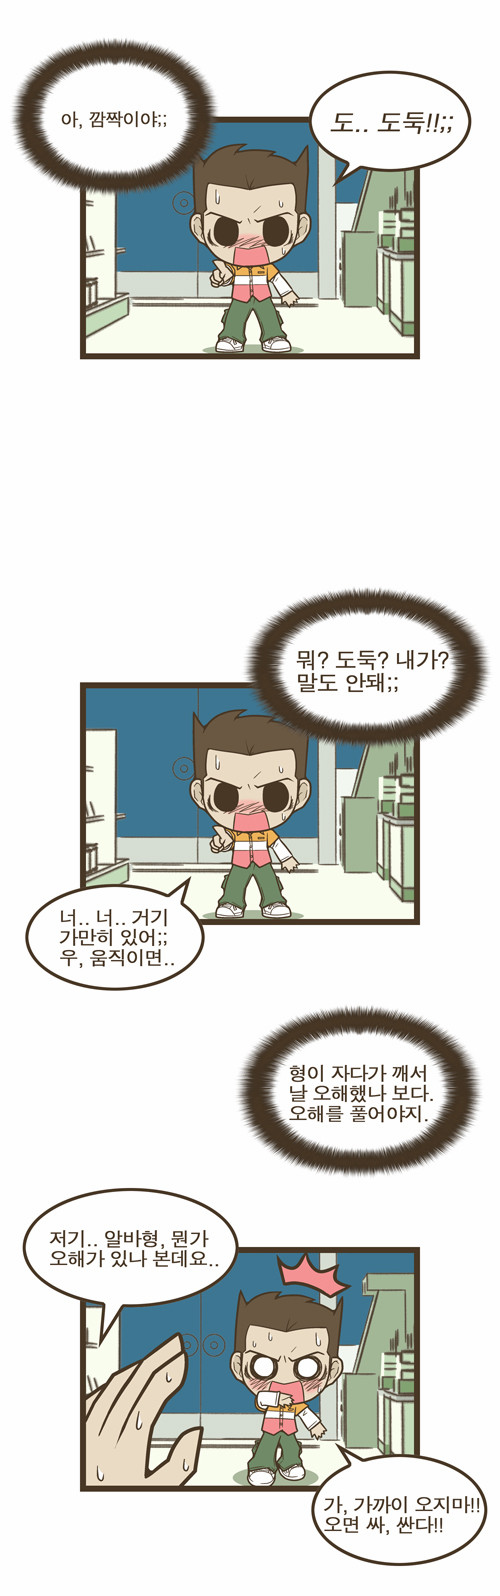 아, 깜짝이야;;
도.. 도둑!!;;
뭐? 도둑? 내가?
말도 안돼;;
너.. 너.. 거기
가만히 있어;;
우, 움직이면..
형이 자다가 깨서
날 오해했나 보다.
오해를 풀어야지.
저기.. 알바형, 뭔가
오해가 있나 본데요..
가, 가까이 오지마!!
오면 싸, 싼다!!